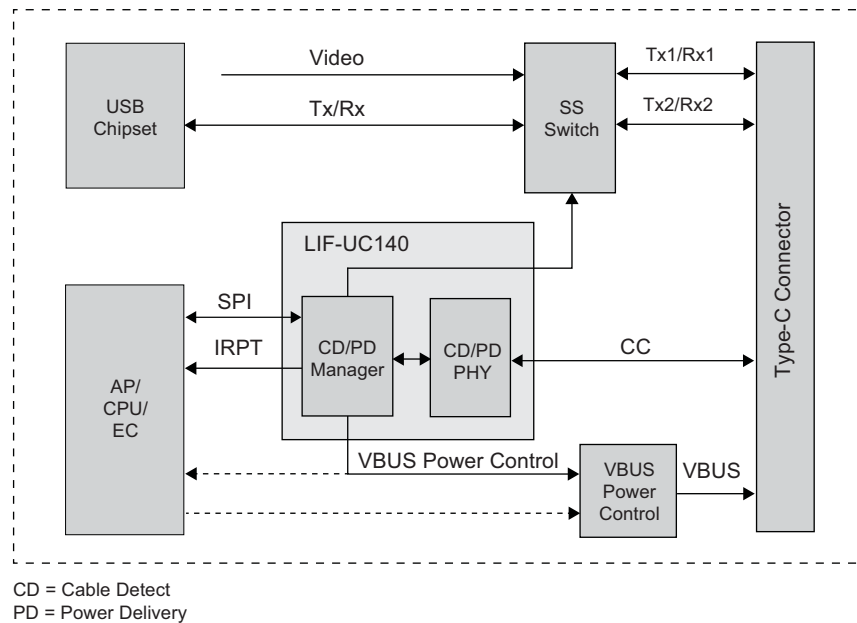 Video
Tx1/Rx1
USB
Chipset
Tx/Rx
SS
Switch
Tx2/Rx2
Type-C Connector
LIF-UC140
SPI
IRPT
AP/
CPU/
EC
CD/PD
Manager
CD/PD
PHY
CC
VBUS Power Control
VBUS
Power
Control
VBUS
CD = Cable Detect
PD = Power Delivery